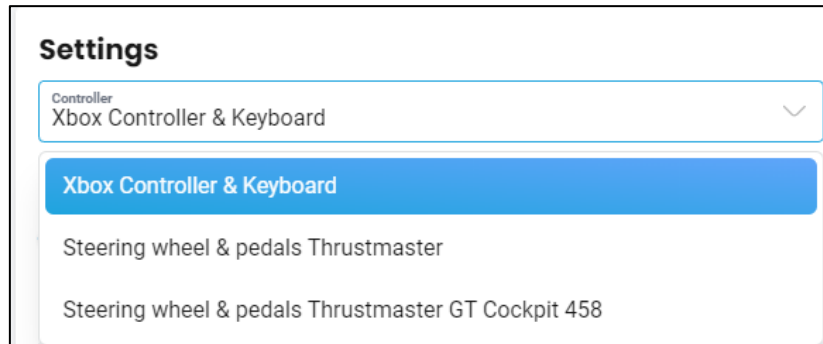 Settings
Controller
Xbox Controller & Keyboard
Xbox Controller & Keyboard
Steering wheel & pedals Thrustmaster
Steering wheel & pedals Thrustmaster GT Cockpit 458